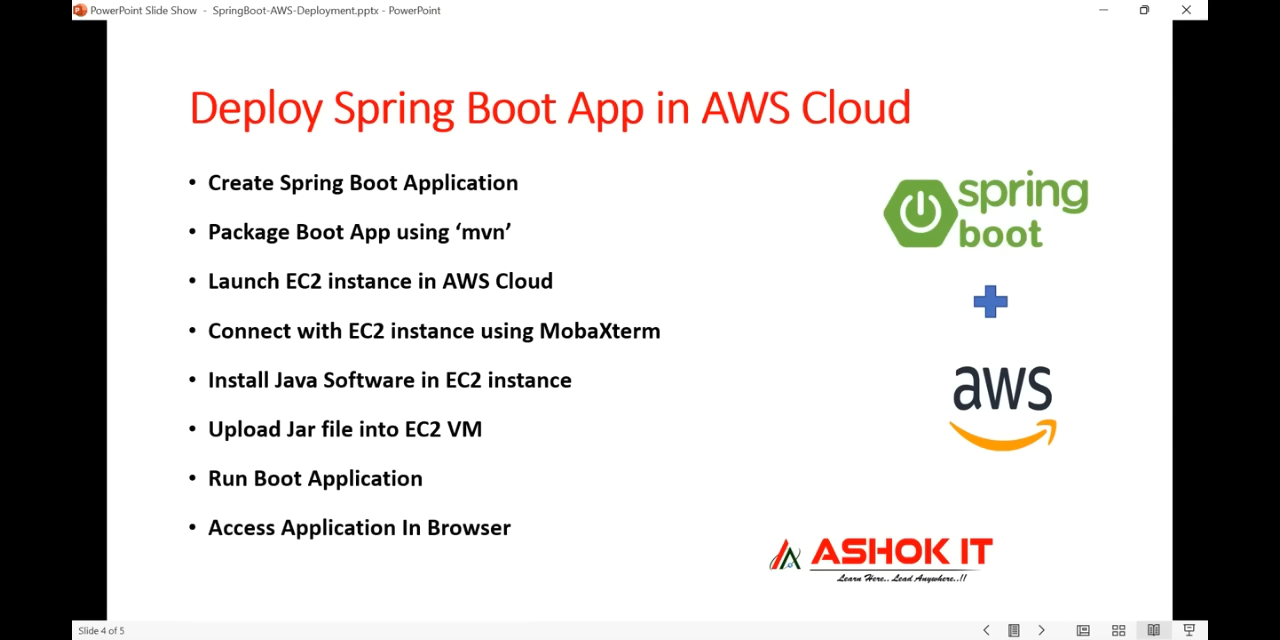 PowerPoint Slide Show - SpringBoot-AWS-Deployment.pptx - PowerPoint
Deploy Spring Boot App in AWS Cloud
• Create Spring Boot Application
• Package Boot App using ‘mvn’
• Launch EC2 instance in AWS Cloud
• Connect with EC2 instance using MobaXterm
• Install Java Software in EC2 instance
• Upload Jar file into EC2 VM
• Run Boot Application
• Access Application In Browser
spring
boot
aws
ASHOK IT
Learn Here.. Lead Anywhere..!!
Slide 4 of 5